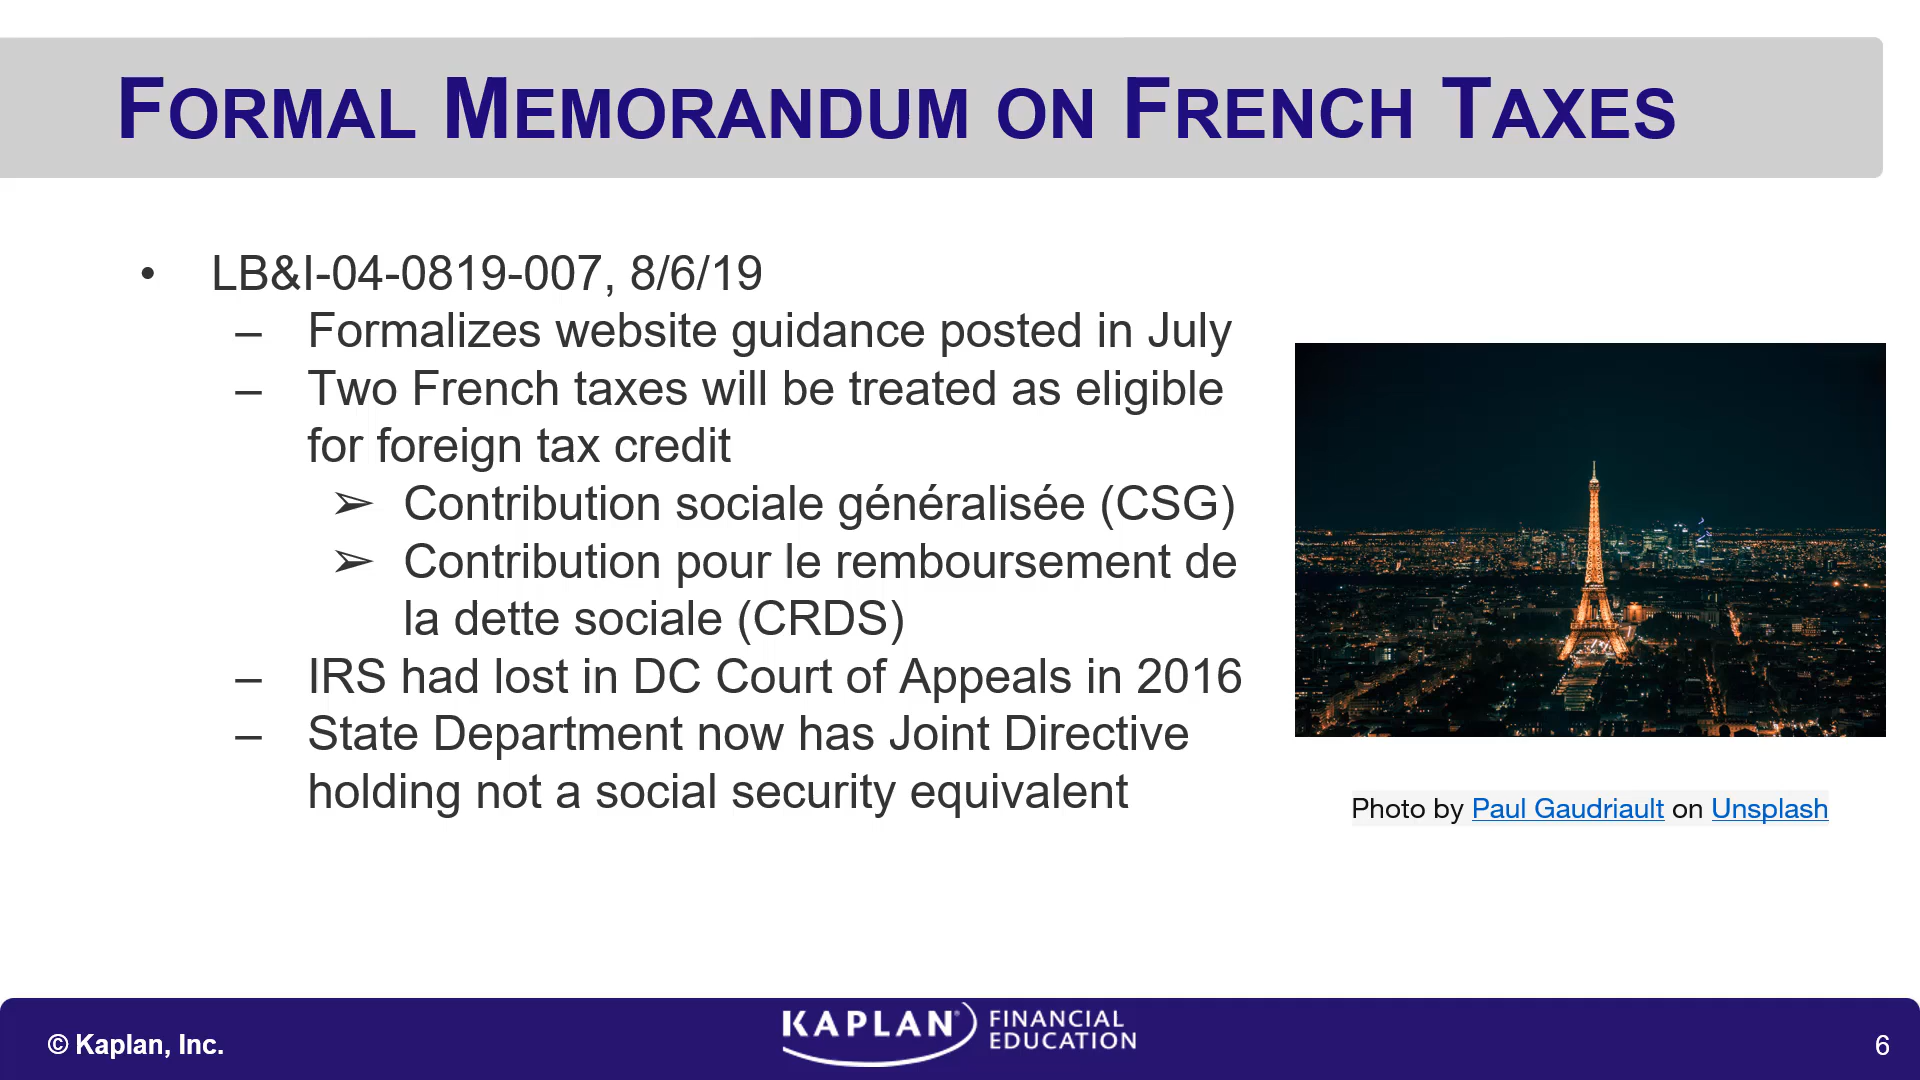 FORMAL MEMORANDUM ON FRENCH TAXES
• LB&I-04-0819-007, 8/6/19
– Formalizes website guidance posted in July
– Two French taxes will be treated as eligible
for foreign tax credit
➢ Contribution sociale généralisée (CSG)
➢ Contribution pour le remboursement de
la dette sociale (CRDS)
– IRS had lost in DC Court of Appeals in 2016
– State Department now has Joint Directive
holding not a social security equivalent
Photo by Paul Gaudriault on Unsplash
© Kaplan, Inc.
KAPLAN® FINANCIAL
EDUCATION
6